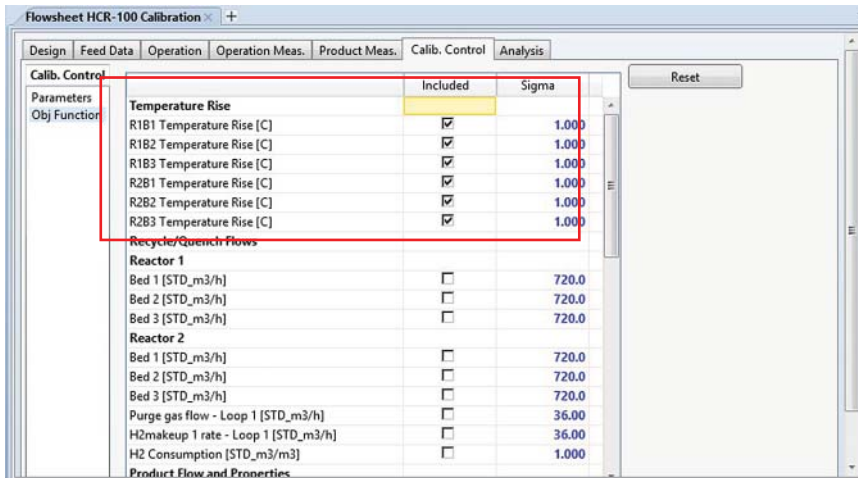 Flowsheet HCR-100 Calibration × +
Design Feed Data Operation Operation Meas. Product Meas. Calib. Control Analysis
Calib. Control
Parameters
Obj Function
Included Sigma
Temperature Rise
R1B1 Temperature Rise [C] 1.000
R1B2 Temperature Rise [C] 1.000
R1B3 Temperature Rise [C] 1.000
R2B1 Temperature Rise [C] 1.000
R2B2 Temperature Rise [C] 1.000
R2B3 Temperature Rise [C] 1.000
Recycle/Quench Flows
Reactor 1
Bed 1 [STD_m3/h] 720.0
Bed 2 [STD_m3/h] 720.0
Bed 3 [STD_m3/h] 720.0
Reactor 2
Bed 1 [STD_m3/h] 720.0
Bed 2 [STD_m3/h] 720.0
Bed 3 [STD_m3/h] 720.0
Purge gas flow - Loop 1 [STD_m3/h] 36.00
H2makeup 1 rate - Loop 1 [STD_m3/h] 36.00
H2 Consumption [STD_m3/m3] 1.000
Product Flow and Properties
Reset